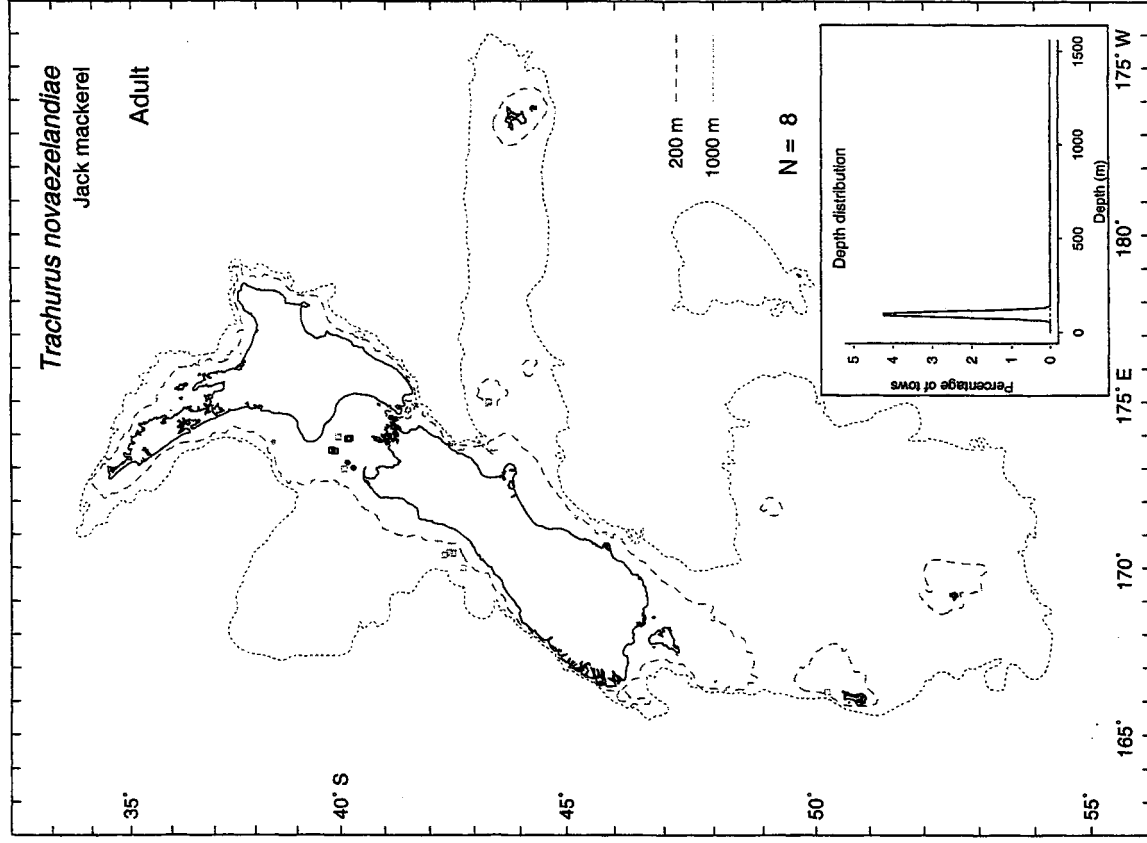 Trachurus novaezelandiae
Jack mackerel
Adult
35°
40° S
45°
50°
55°
165°
170°
175° E
180°
175° W
200 m
1000 m
N = 8
Depth distribution
Percentage of tows
0
1
2
3
4
5
0
500
1000
1500
Depth (m)